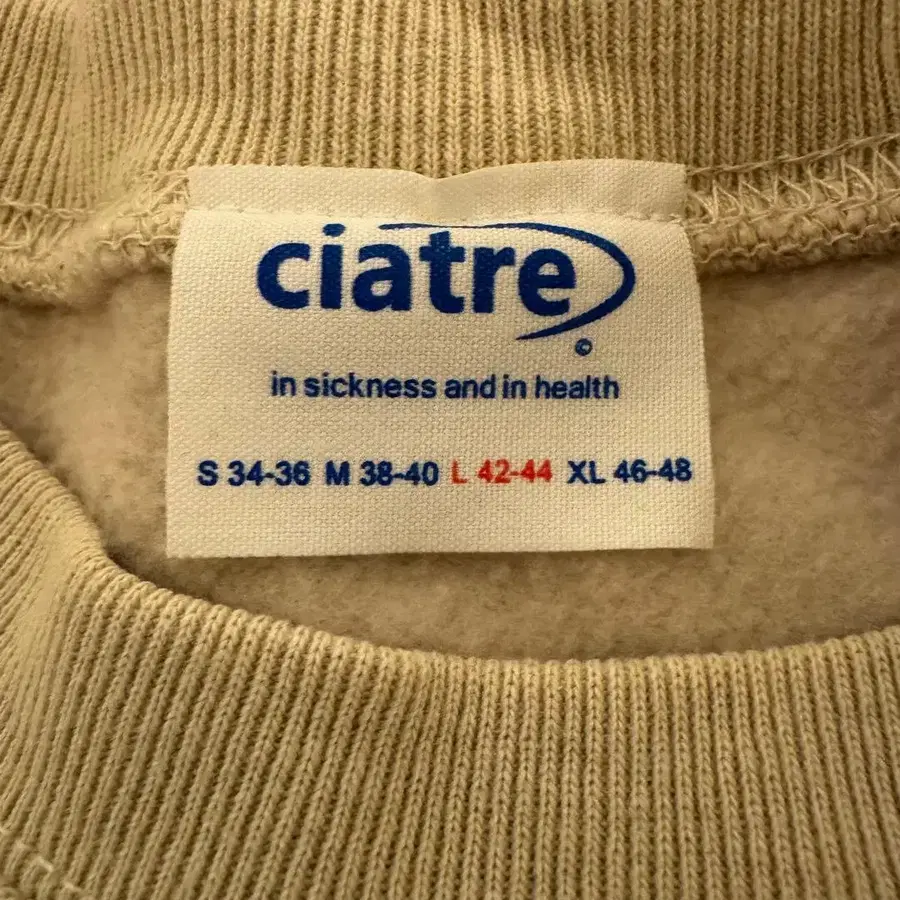 ciatre
©
in sickness and in health
S 34-36 M 38-40 L 42-44 XL 46-48